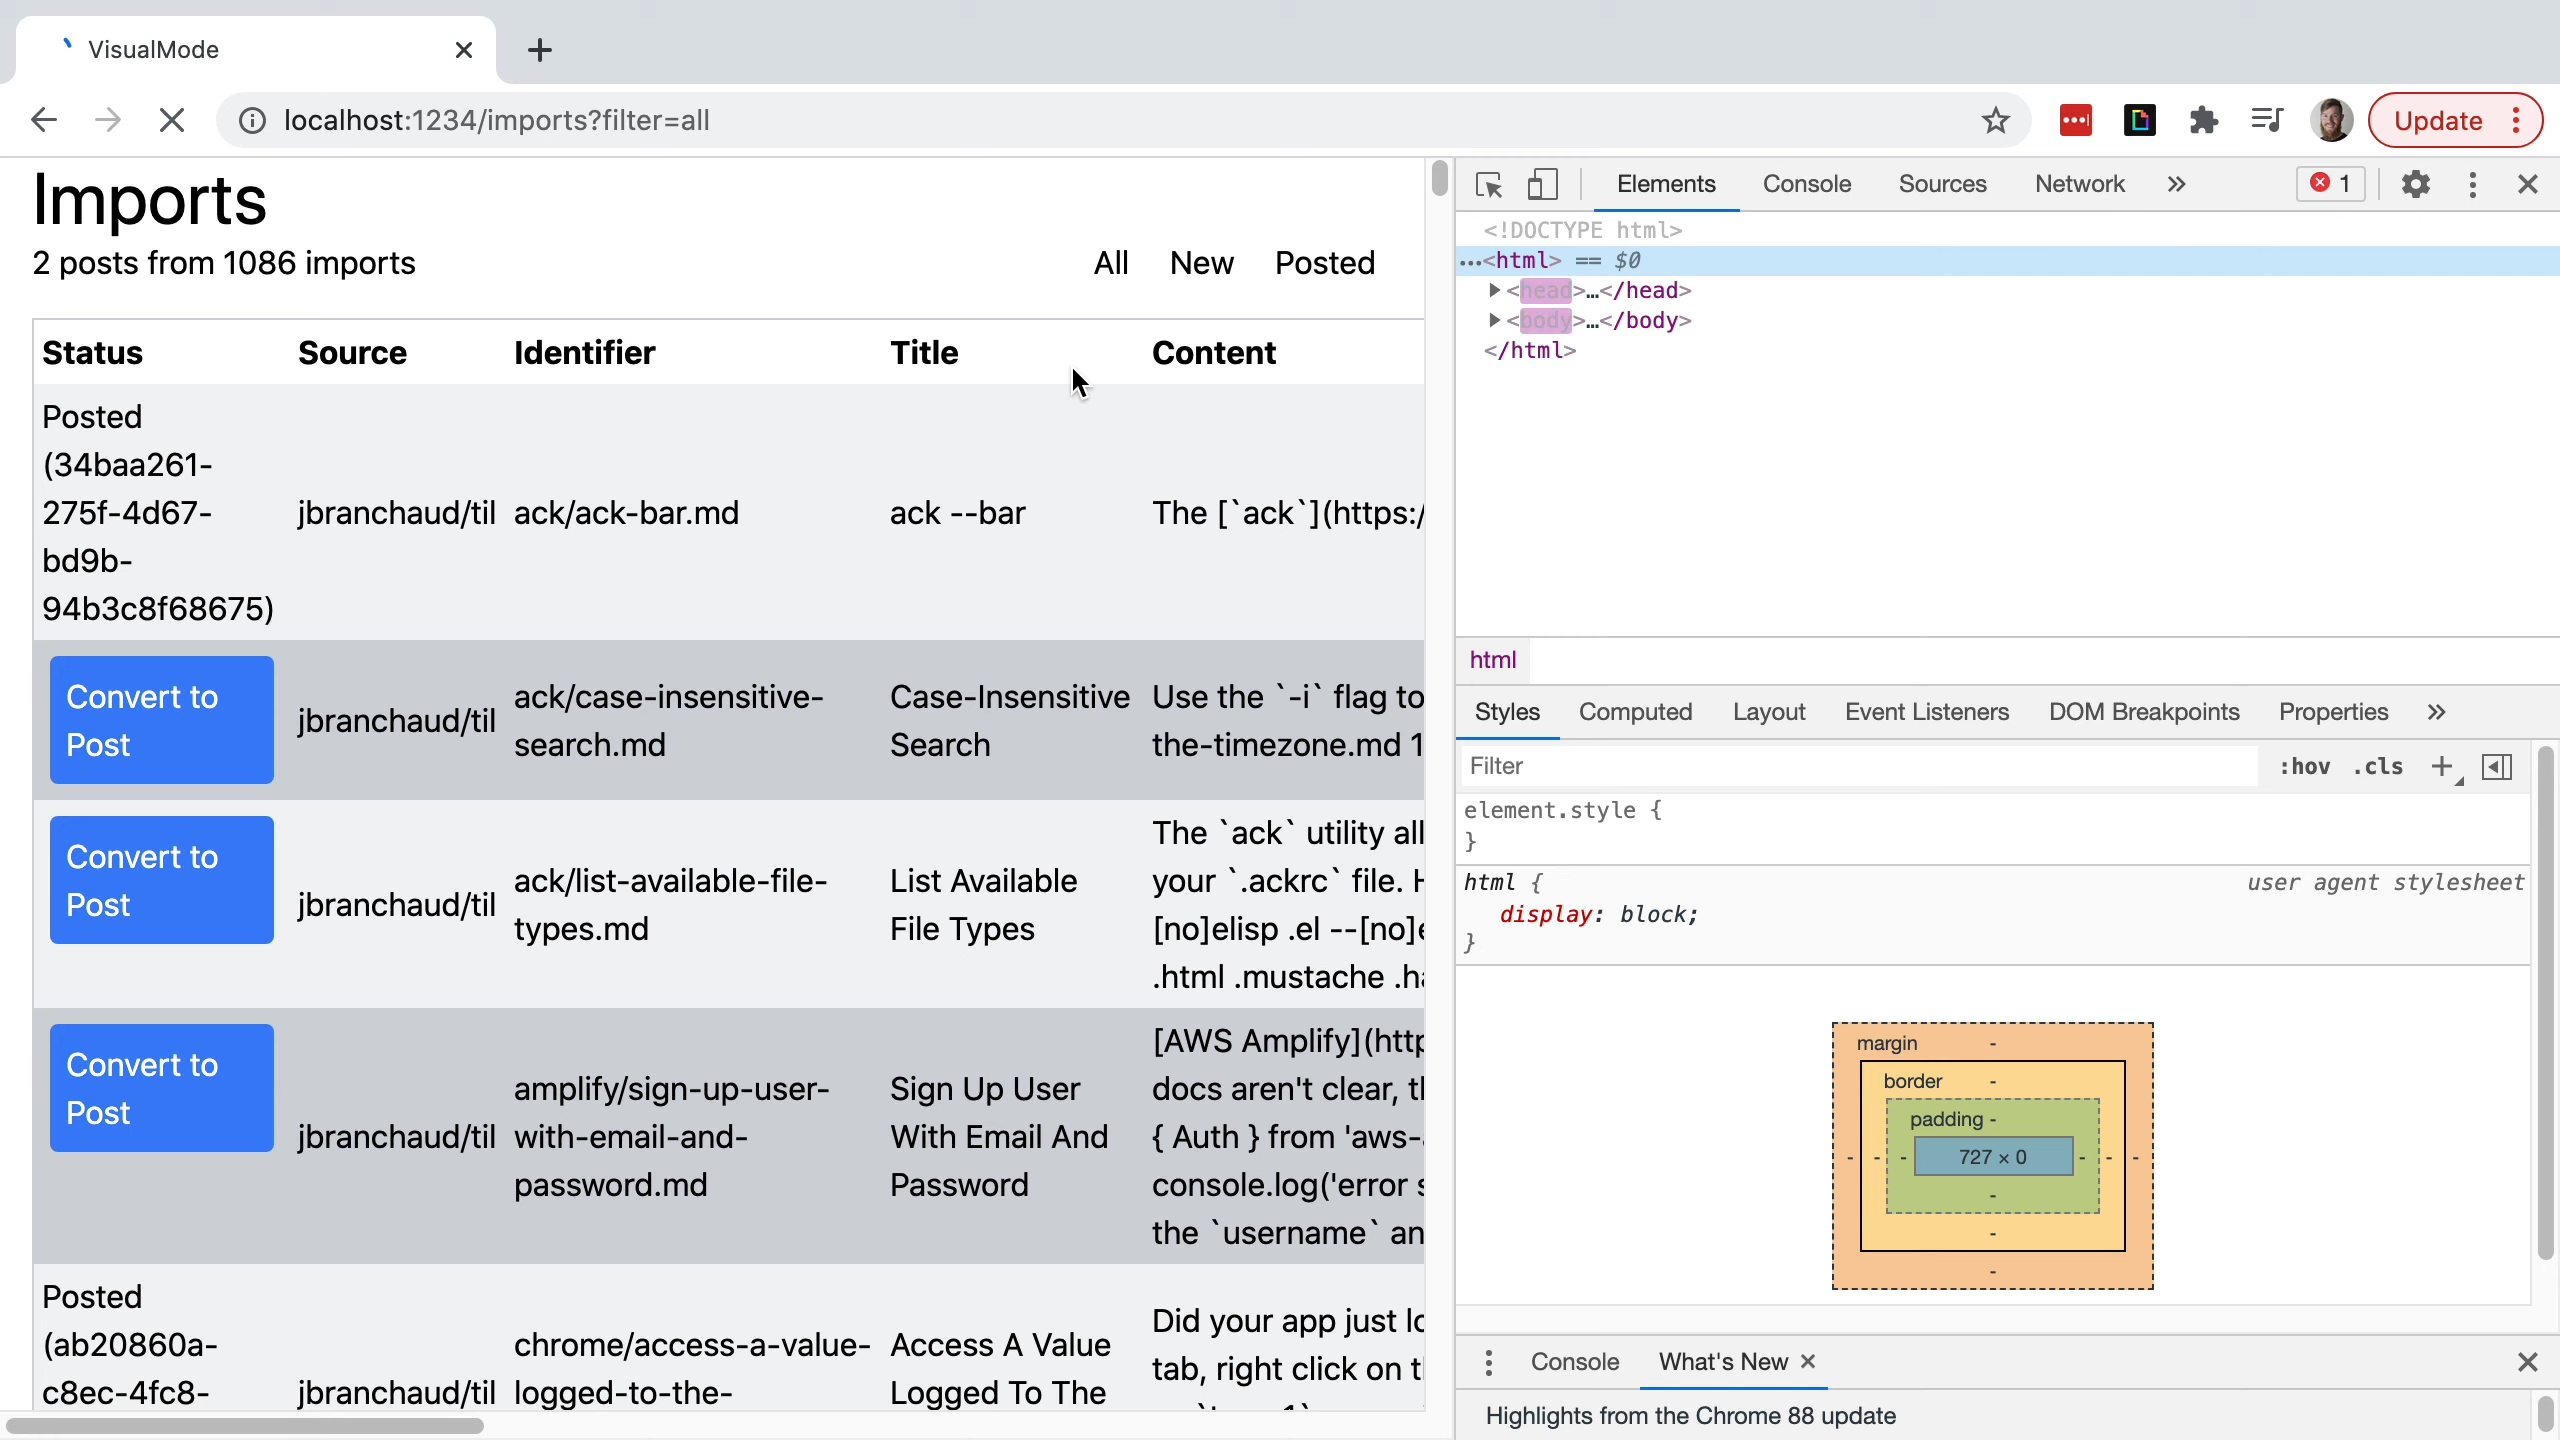 VisualMode
localhost:1234/imports?filter=all
Update
Imports
2 posts from 1086 imports
All New Posted
Status Source Identifier Title Content
Posted
(34baa261-
275f-4d67-
bd9b-
94b3c8f68675)
jbranchaud/til ack/ack-bar.md ack --bar The [`ack`](https:/
Convert to
Post
jbranchaud/til
ack/case-insensitive-
search.md
Case-Insensitive
Search
Use the `-i` flag to
the-timezone.md 1
Convert to
Post
jbranchaud/til
ack/list-available-file-
types.md
List Available
File Types
The `ack` utility all
your `.ackrc` file. H
[no]elisp .el --[no]e
.html .mustache .ha
Convert to
Post
jbranchaud/til
amplify/sign-up-user-
with-email-and-
password.md
Sign Up User
With Email And
Password
[AWS Amplify](http
docs aren't clear, th
{ Auth } from 'aws-
console.log('error s
the `username` an
Posted
(ab20860a-
c8ec-4fc8-
jbranchaud/til
chrome/access-a-value-
logged-to-the-
Access A Value
Logged To The
Did your app just lo
tab, right click on t
Elements Console Sources Network » 1
<!DOCTYPE html>
…<html> == $0
<head>…</head>
<body>…</body>
</html>
html
Styles Computed Layout Event Listeners DOM Breakpoints Properties »
Filter :hov .cls +
element.style {
}
html { user agent stylesheet
display: block;
}
margin -
border -
padding -
- - - 727 × 0 - - -
-
-
-
Console What's New
Highlights from the Chrome 88 update